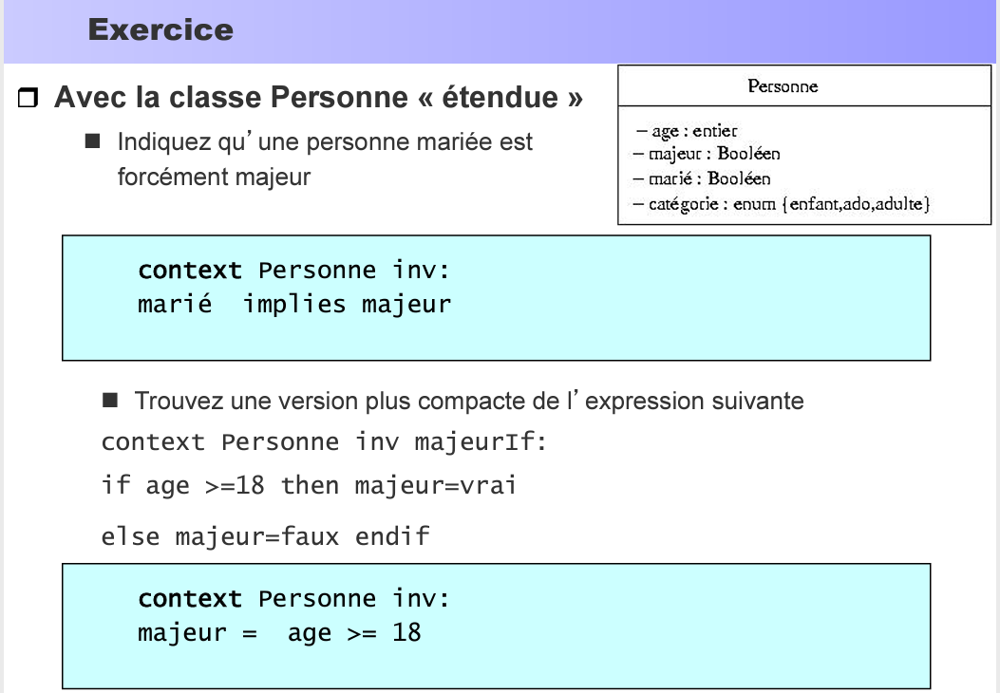 Exercice
Avec la classe Personne « étendue »
Indiquez qu’une personne mariée est
forcément majeur
Personne
– age : entier
– majeur : Booléen
– marié : Booléen
– catégorie : enum {enfant,ado,adulte}
context Personne inv:
marié  implies majeur
Trouvez une version plus compacte de l’expression suivante
context Personne inv majeurIf:
if age >=18 then majeur=vrai
else majeur=faux endif
context Personne inv:
majeur =  age >= 18